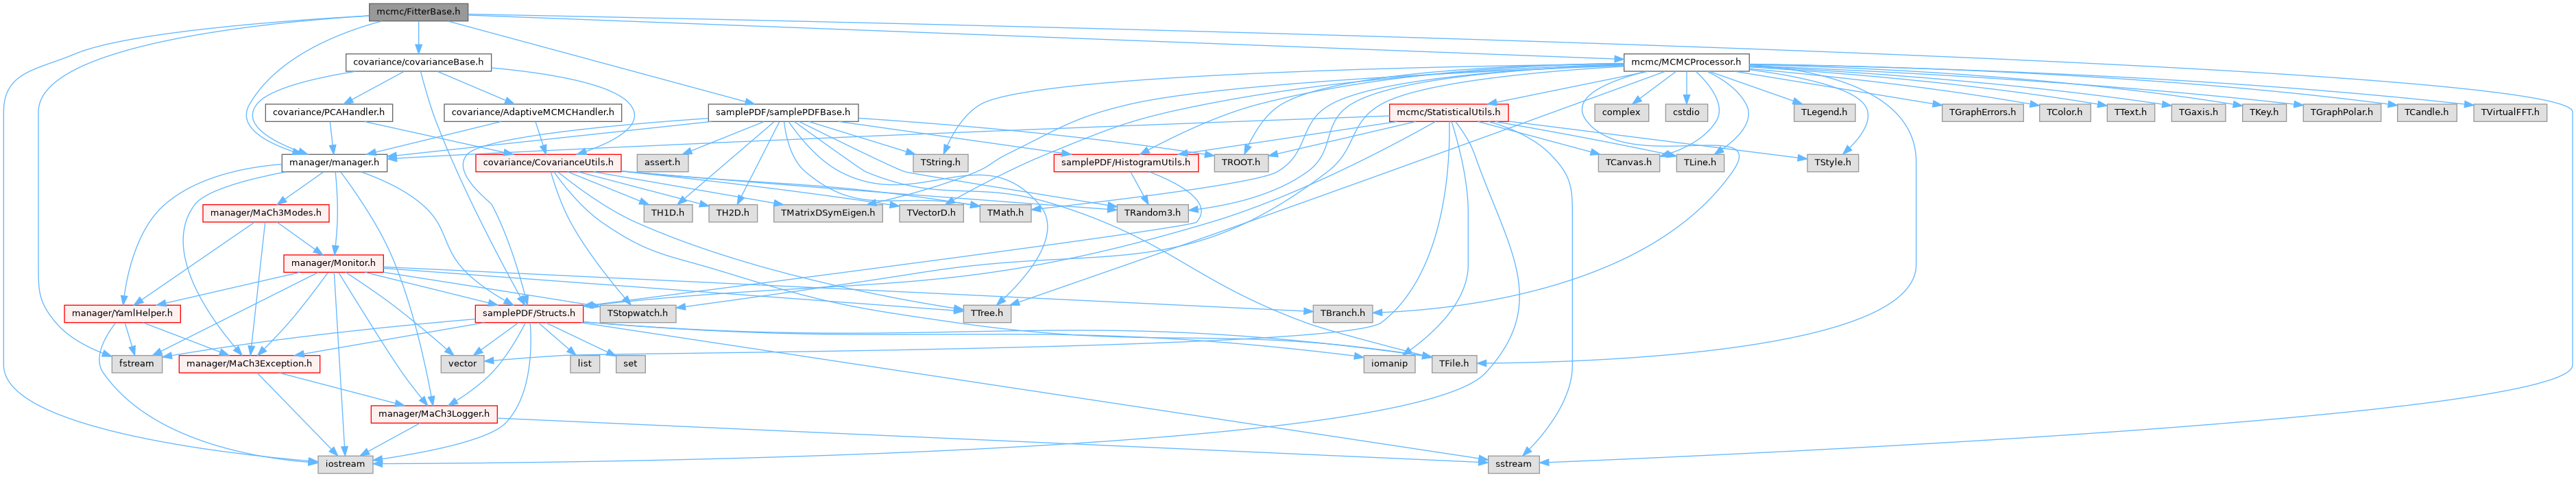 mcmc/FitterBase.h
covariance/covarianceBase.h
mcmc/MCMCProcessor.h
covariance/PCAHandler.h
covariance/AdaptiveMCMCHandler.h
samplePDF/samplePDFBase.h
mcmc/StatisticalUtils.h
complex
cstdio
TLegend.h
TGraphErrors.h
TColor.h
TText.h
TGaxis.h
TKey.h
TGraphPolar.h
TCandle.h
TVirtualFFT.h
manager/manager.h
covariance/CovarianceUtils.h
assert.h
TString.h
samplePDF/HistogramUtils.h
TROOT.h
TCanvas.h
TLine.h
TStyle.h
manager/MaCh3Modes.h
TH1D.h
TH2D.h
TMatrixDSymEigen.h
TVectorD.h
TMath.h
TRandom3.h
manager/Monitor.h
manager/YamlHelper.h
samplePDF/Structs.h
TStopwatch.h
TTree.h
TBranch.h
fstream
manager/MaCh3Exception.h
vector
list
set
iomanip
TFile.h
manager/MaCh3Logger.h
iostream
sstream